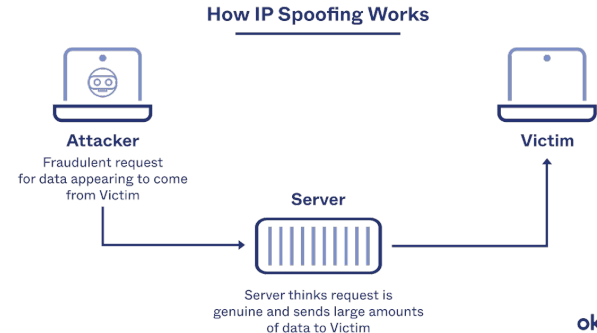 How IP Spoofing Works
Attacker
Fraudulent request
for data appearing to come
from Victim
Victim
Server
Server thinks request is
genuine and sends large amounts
of data to Victim